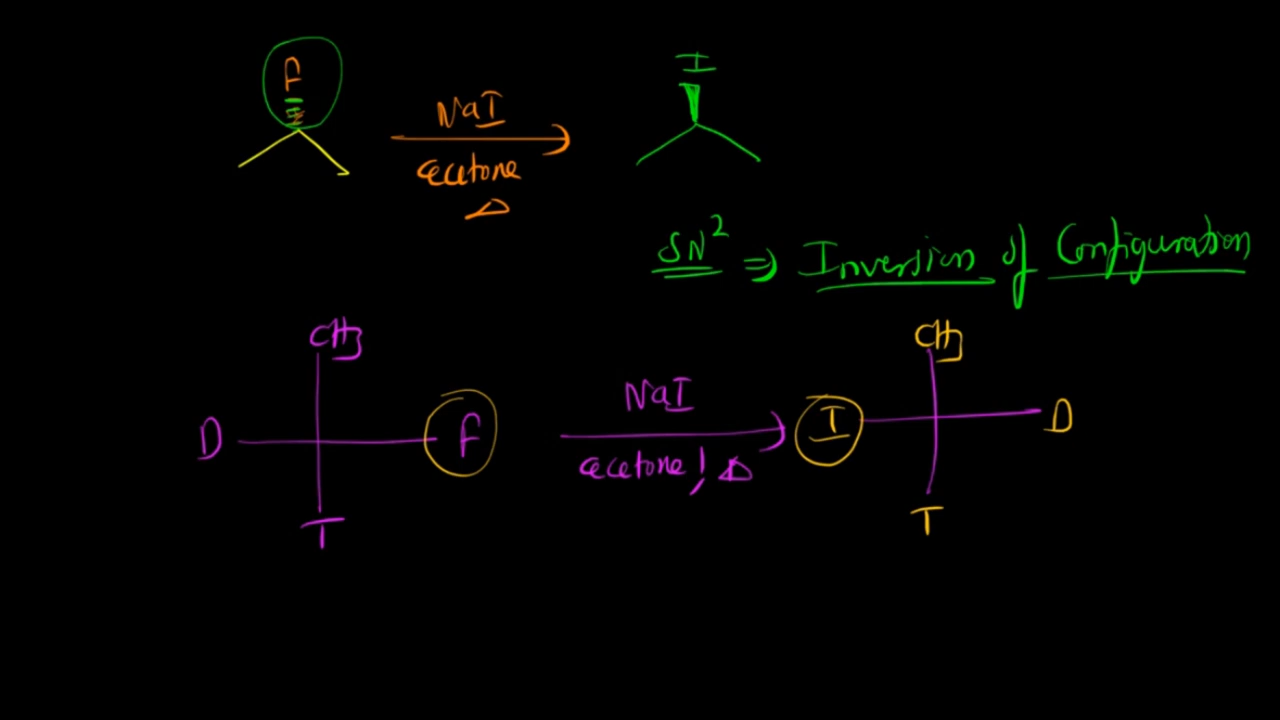 F
NaI
acetone
Δ
I
SN² ⇒ Inversion of Configuration
CH3
D
F
T
NaI
acetone, Δ
CH3
I
D
T